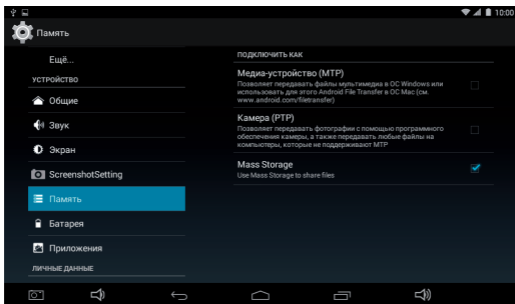 10:00
Память
Ещё...
УСТРОЙСТВО
Общие
Звук
Экран
ScreenshotSetting
Память
Батарея
Приложения
ЛИЧНЫЕ ДАННЫЕ
ПОДКЛЮЧИТЬ КАК
Медиа-устройство (MTP)
Позволяет передавать файлы мультимедиа в ОС Windows или
использовать для этого Android File Transfer в ОС Mac (см.
www.android.com/filetransfer)
Камера (PTP)
Позволяет передавать фотографии с помощью программного
обеспечения камеры, а также передавать любые файлы на
компьютеры, которые не поддерживают MTP
Mass Storage
Use Mass Storage to share files